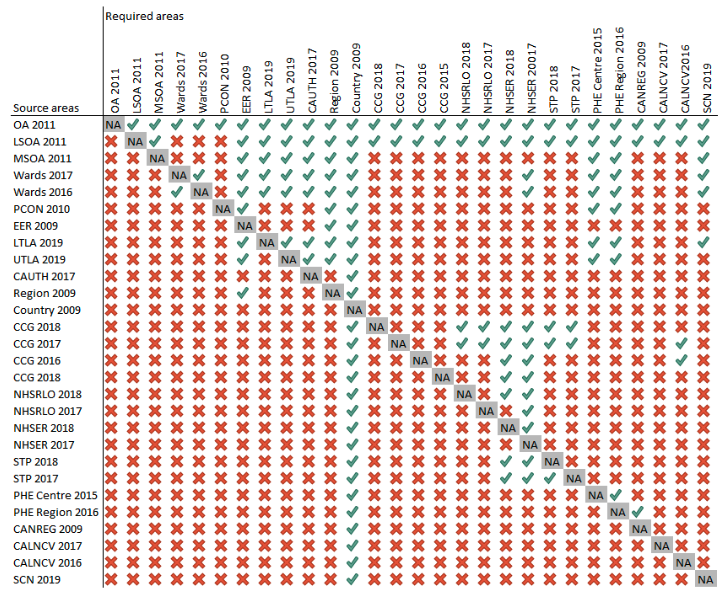 Required areas
Source areas
OA 2011
LSOA 2011
MSOA 2011
Wards 2017
Wards 2016
PCON 2010
EER 2009
LTLA 2019
UTLA 2019
CAUTH 2017
Region 2009
Country 2009
CCG 2018
CCG 2017
CCG 2016
CCG 2015
NHSRLO 2018
NHSRLO 2017
NHSER 2018
NHSER 20017
STP 2018
STP 2017
PHE Centre 2015
PHE Region 2016
CANREG 2009
CALNCV 2017
CALNCV2016
SCN 2019
OA 2011 NA
LSOA 2011 NA
MSOA 2011 NA
Wards 2017 NA
Wards 2016 NA
PCON 2010 NA
EER 2009 NA
LTLA 2019 NA
UTLA 2019 NA
CAUTH 2017 NA
Region 2009 NA
Country 2009 NA
CCG 2018 NA
CCG 2017 NA
CCG 2016 NA
CCG 2018 NA
NHSRLO 2018 NA
NHSRLO 2017 NA
NHSER 2018 NA
NHSER 2017 NA
STP 2018 NA
STP 2017 NA
PHE Centre 2015 NA
PHE Region 2016 NA
CANREG 2009 NA
CALNCV 2017 NA
CALNCV 2016 NA
SCN 2019 NA